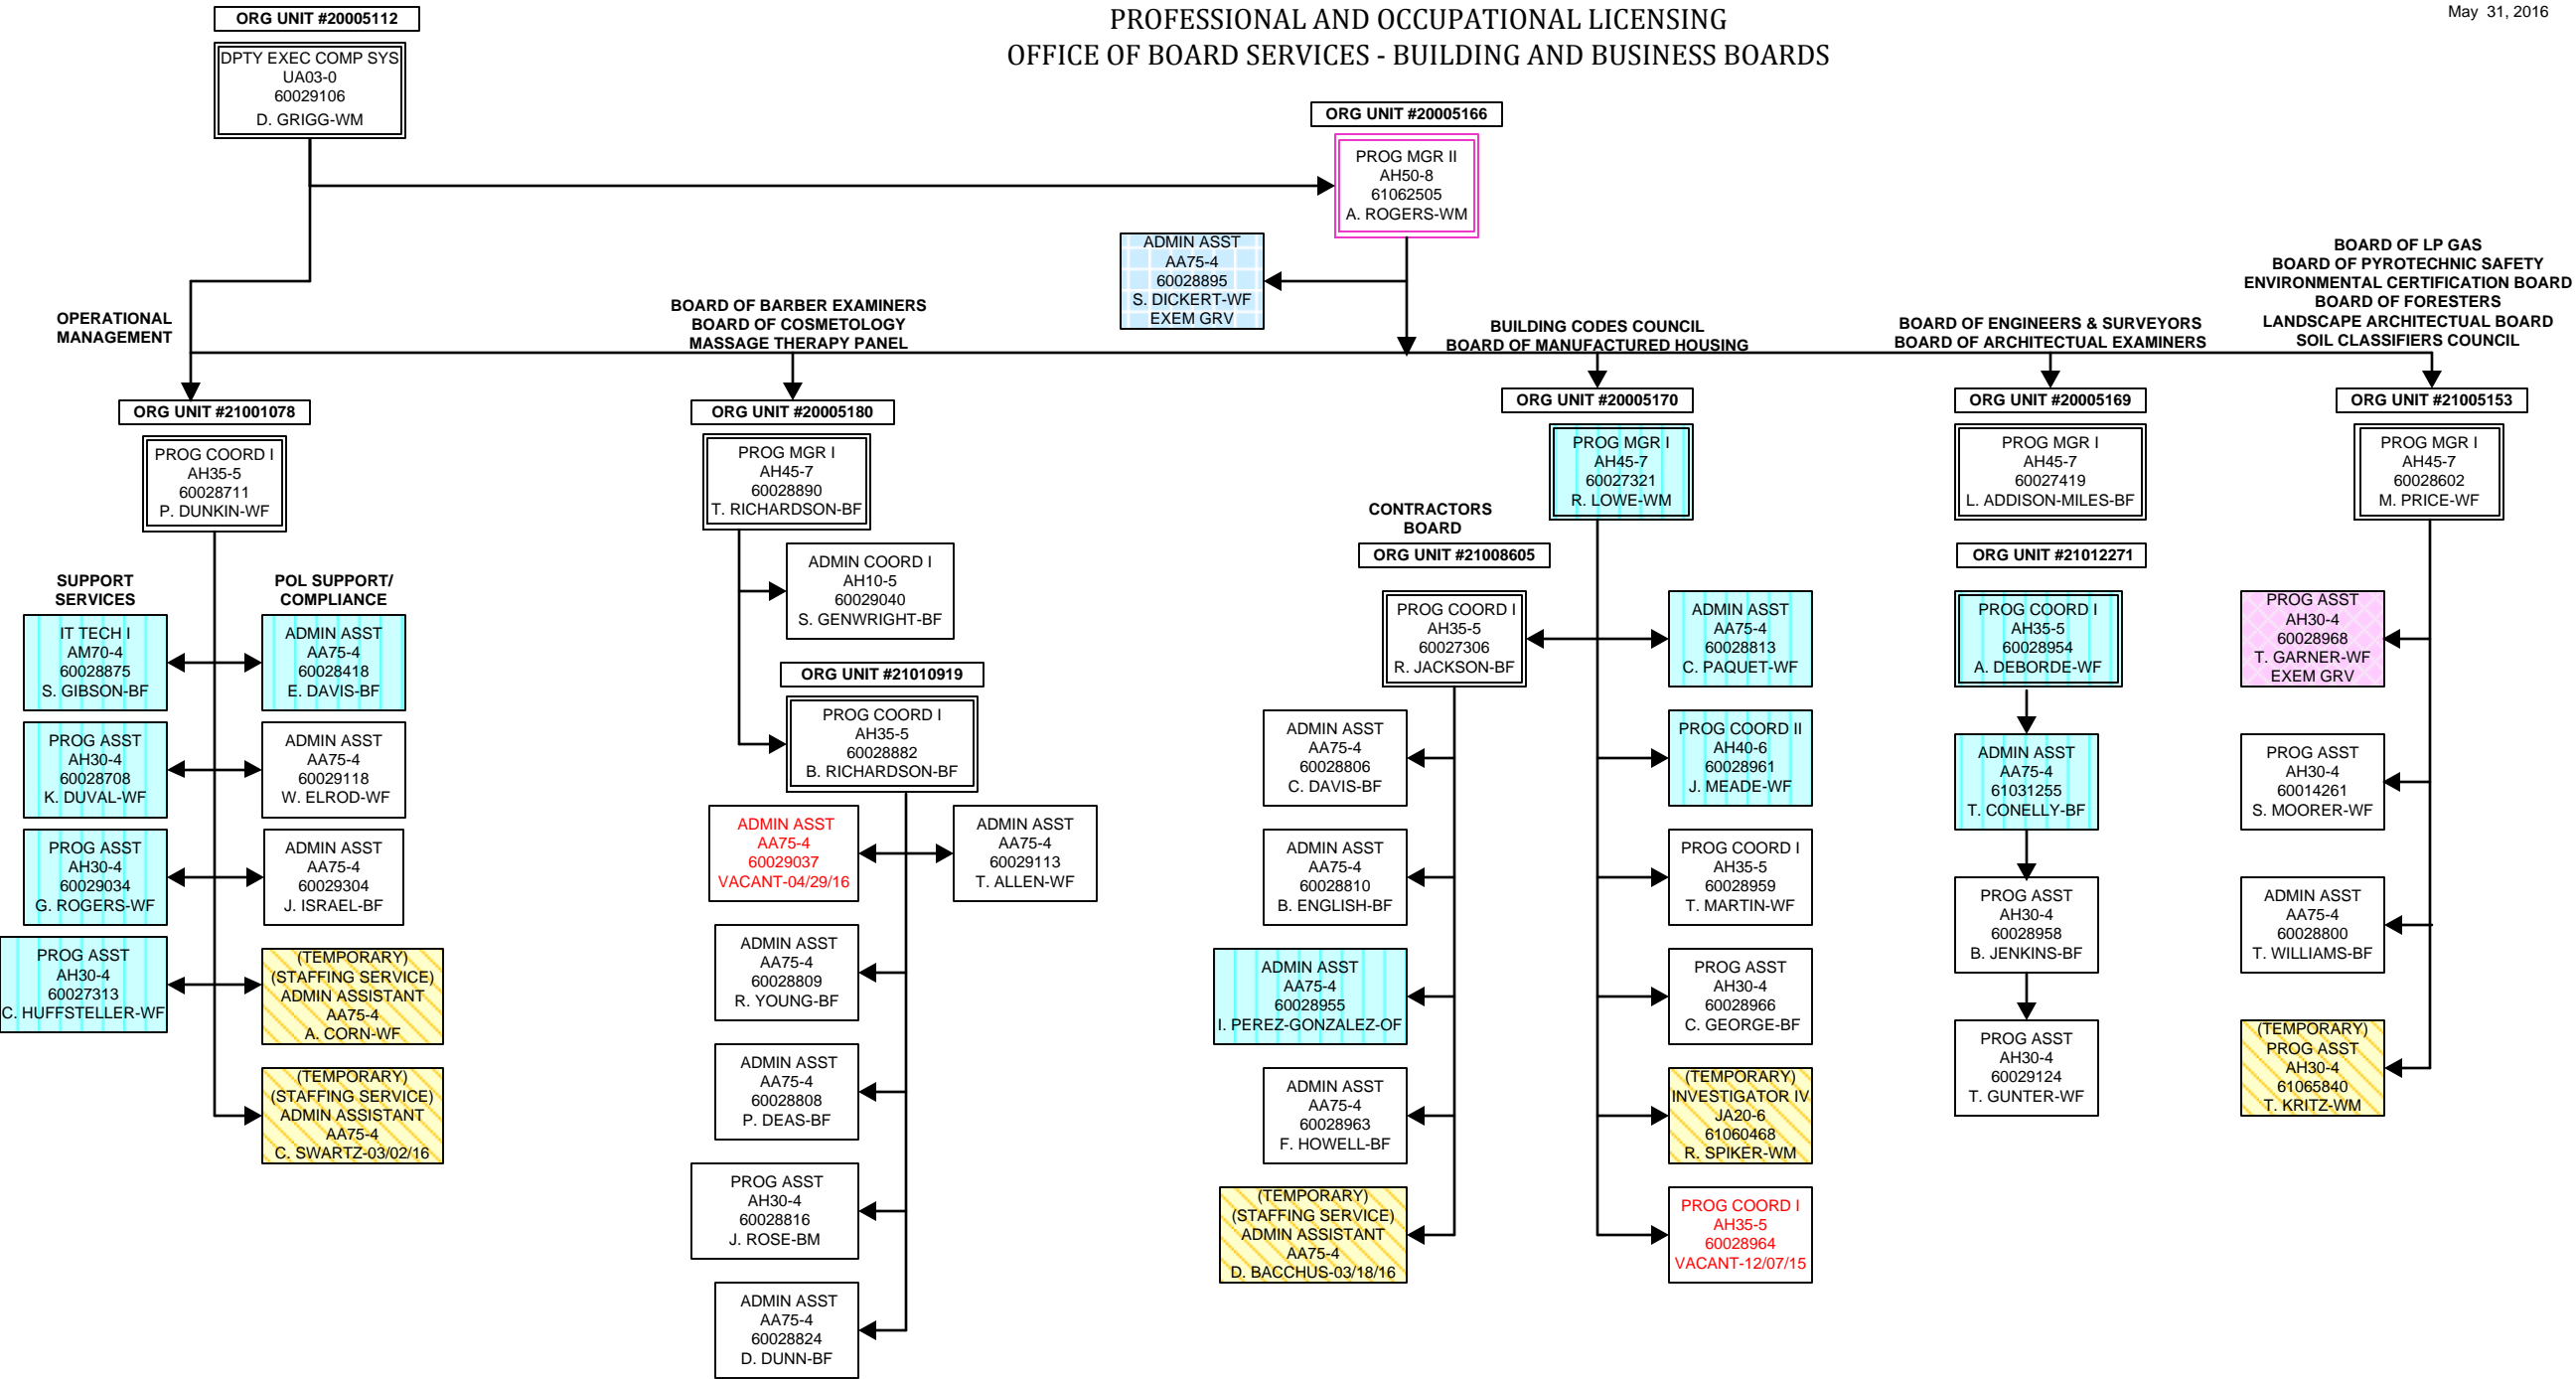 PROFESSIONAL AND OCCUPATIONAL LICENSING
OFFICE OF BOARD SERVICES - BUILDING AND BUSINESS BOARDS
May 31, 2016
ORG UNIT #20005112
DPTY EXEC COMP SYS
UA03-0
60029106
D. GRIGG-WM
ORG UNIT #20005166
PROG MGR II
AH50-8
61062505
A. ROGERS-WM
ADMIN ASST
AA75-4
60028895
S. DICKERT-WF
EXEM GRV
OPERATIONAL
MANAGEMENT
ORG UNIT #21001078
PROG COORD I
AH35-5
60028711
P. DUNKIN-WF
SUPPORT
SERVICES
IT TECH I
AM70-4
60028875
S. GIBSON-BF
PROG ASST
AH30-4
60028708
K. DUVAL-WF
PROG ASST
AH30-4
60029034
G. ROGERS-WF
PROG ASST
AH30-4
60027313
C. HUFFSTELLER-WF
POL SUPPORT/
COMPLIANCE
ADMIN ASST
AA75-4
60028418
E. DAVIS-BF
ADMIN ASST
AA75-4
60029118
W. ELROD-WF
ADMIN ASST
AA75-4
60029304
J. ISRAEL-BF
(TEMPORARY)
(STAFFING SERVICE)
ADMIN ASSISTANT
AA75-4
A. CORN-WF
(TEMPORARY)
(STAFFING SERVICE)
ADMIN ASSISTANT
AA75-4
C. SWARTZ-03/02/16
BOARD OF BARBER EXAMINERS
BOARD OF COSMETOLOGY
MASSAGE THERAPY PANEL
ORG UNIT #20005180
PROG MGR I
AH45-7
60028890
T. RICHARDSON-BF
ADMIN COORD I
AH10-5
60029040
S. GENWRIGHT-BF
ORG UNIT #21010919
PROG COORD I
AH35-5
60028882
B. RICHARDSON-BF
ADMIN ASST
AA75-4
60029037
VACANT-04/29/16
ADMIN ASST
AA75-4
60029113
T. ALLEN-WF
ADMIN ASST
AA75-4
60028809
R. YOUNG-BF
ADMIN ASST
AA75-4
60028808
P. DEAS-BF
PROG ASST
AH30-4
60028816
J. ROSE-BM
ADMIN ASST
AA75-4
60028824
D. DUNN-BF
BUILDING CODES COUNCIL
BOARD OF MANUFACTURED HOUSING
ORG UNIT #20005170
PROG MGR I
AH45-7
60027321
R. LOWE-WM
CONTRACTORS
BOARD
ORG UNIT #21008605
PROG COORD I
AH35-5
60027306
R. JACKSON-BF
ADMIN ASST
AA75-4
60028806
C. DAVIS-BF
ADMIN ASST
AA75-4
60028810
B. ENGLISH-BF
ADMIN ASST
AA75-4
60028955
I. PEREZ-GONZALEZ-OF
ADMIN ASST
AA75-4
60028963
F. HOWELL-BF
(TEMPORARY)
(STAFFING SERVICE)
ADMIN ASSISTANT
AA75-4
D. BACCHUS-03/18/16
ADMIN ASST
AA75-4
60028813
C. PAQUET-WF
PROG COORD II
AH40-6
60028961
J. MEADE-WF
PROG COORD I
AH35-5
60028959
T. MARTIN-WF
PROG ASST
AH30-4
60028966
C. GEORGE-BF
(TEMPORARY)
INVESTIGATOR IV
JA20-6
61060468
R. SPIKER-WM
PROG COORD I
AH35-5
60028964
VACANT-12/07/15
BOARD OF ENGINEERS & SURVEYORS
BOARD OF ARCHITECTUAL EXAMINERS
ORG UNIT #20005169
PROG MGR I
AH45-7
60027419
L. ADDISON-MILES-BF
ORG UNIT #21012271
PROG COORD I
AH35-5
60028954
A. DEBORDE-WF
ADMIN ASST
AA75-4
61031255
T. CONELLY-BF
PROG ASST
AH30-4
60028958
B. JENKINS-BF
PROG ASST
AH30-4
60029124
T. GUNTER-WF
BOARD OF LP GAS
BOARD OF PYROTECHNIC SAFETY
ENVIRONMENTAL CERTIFICATION BOARD
BOARD OF FORESTERS
LANDSCAPE ARCHITECTUAL BOARD
SOIL CLASSIFIERS COUNCIL
ORG UNIT #21005153
PROG MGR I
AH45-7
60028602
M. PRICE-WF
PROG ASST
AH30-4
60028968
T. GARNER-WF
EXEM GRV
PROG ASST
AH30-4
60014261
S. MOORER-WF
ADMIN ASST
AA75-4
60028800
T. WILLIAMS-BF
(TEMPORARY)
PROG ASST
AH30-4
61065840
T. KRITZ-WM